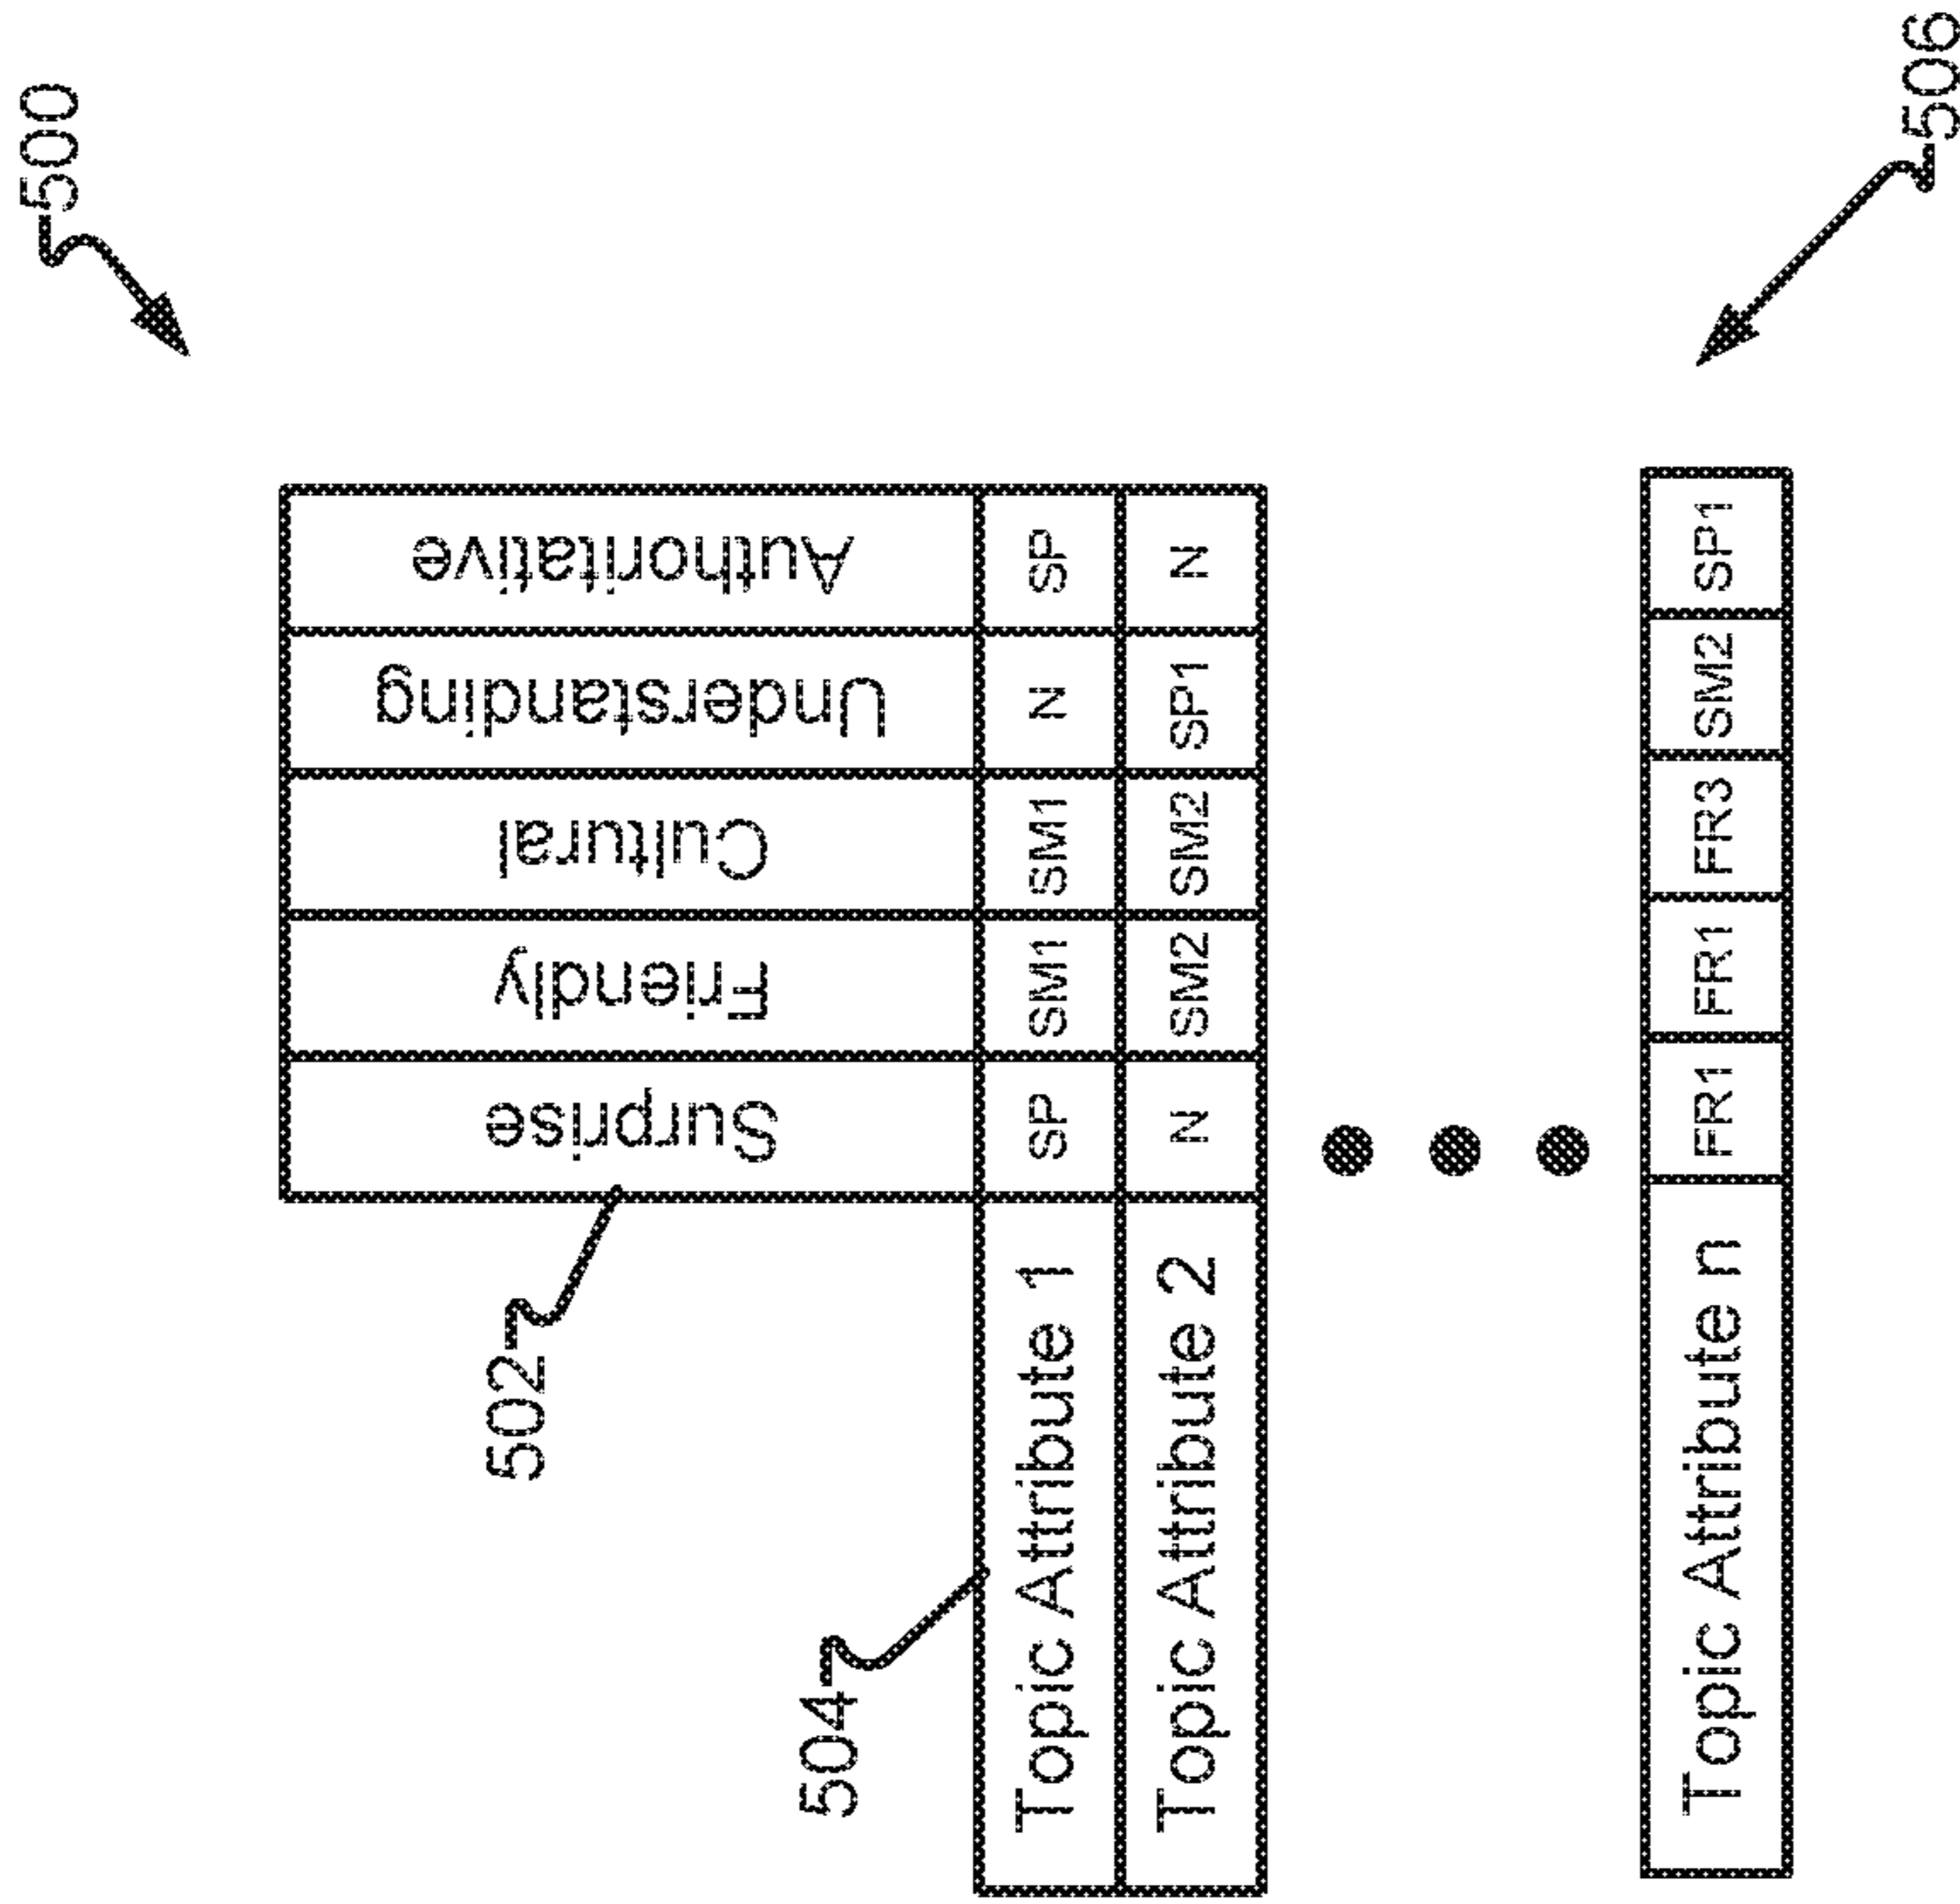 500
502
Surprise
Friendly
Cultural
Understanding
Authoritative
504
Topic Attribute 1 SP SM1 SM1 N SP
Topic Attribute 2 N SM2 SM2 SP1 N
Topic Attribute n FR1 FR1 FR3 SM2 SP1
506